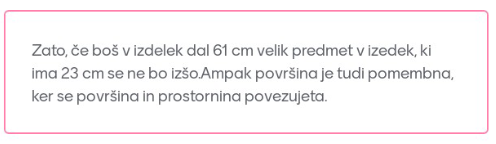 Zato, če boš v izdelek dal 61 cm velik predmet v izedek, ki
ima 23 cm se ne bo izšo.Ampak površina je tudi pomembna,
ker se površina in prostornina povezujeta.